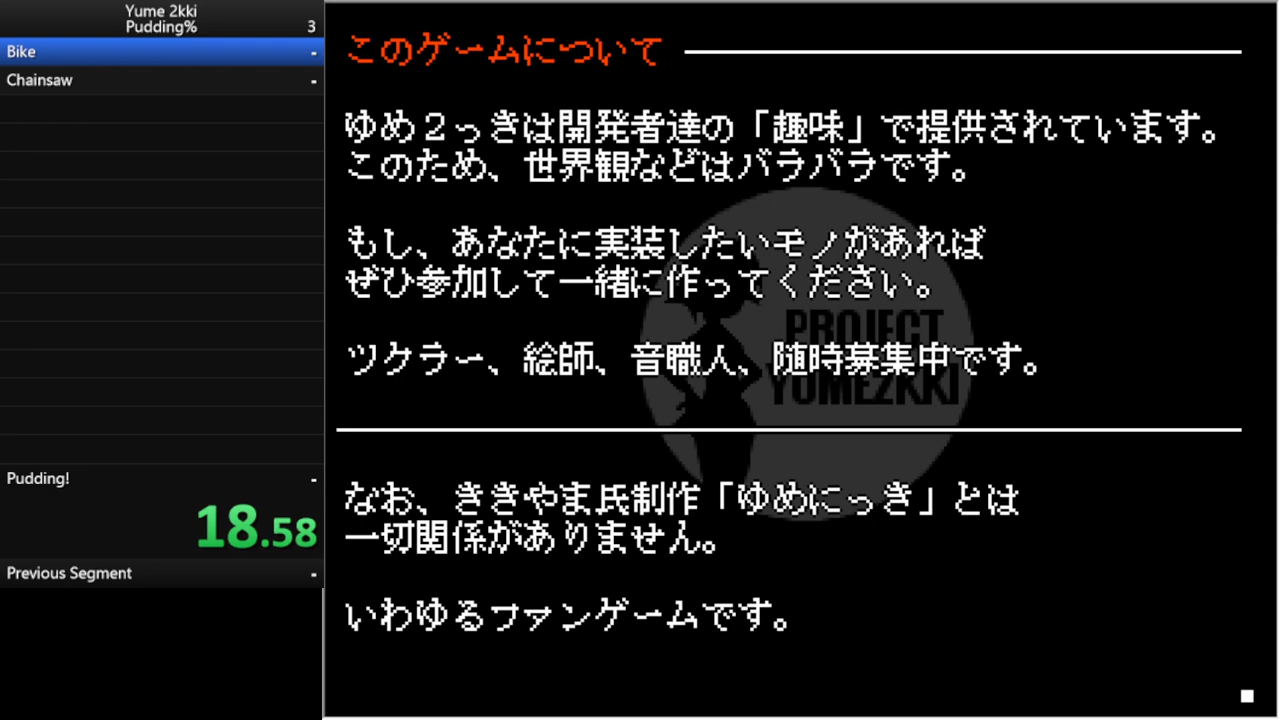 Yume 2kki
Pudding%
3
Bike -
Chainsaw -
Pudding! -
18.58
Previous Segment -
このゲームについて
ゆめ２っきは開発者達の「趣味」で提供されています。
このため、世界観などはバラバラです。
もし、あなたに実装したいモノがあれば
ぜひ参加して一緒に作ってください。
ツクラー、絵師、音職人、随時募集中です。
PROJECT
YUME2KKI
なお、ききやま氏制作「ゆめにっき」とは
一切関係がありません。
いわゆるファンゲームです。